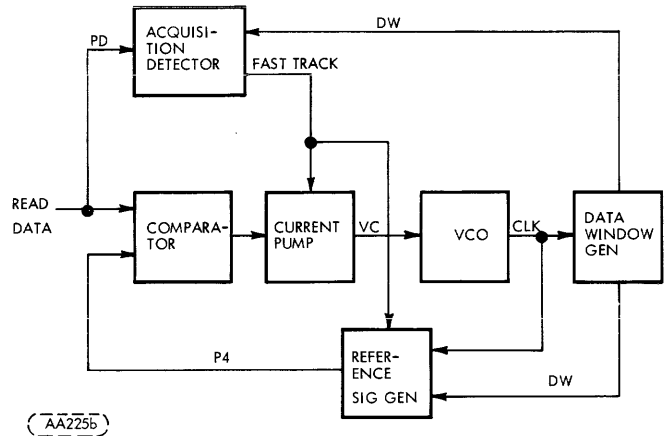 DW
ACQUISI-
TION
DETECTOR
PD
FAST TRACK
READ
DATA
COMPARA-
TOR
CURRENT
PUMP
VC
VCO
CLK
DATA
WINDOW
GEN
P4
REFER-
ENCE
SIG GEN
DW
AA225b